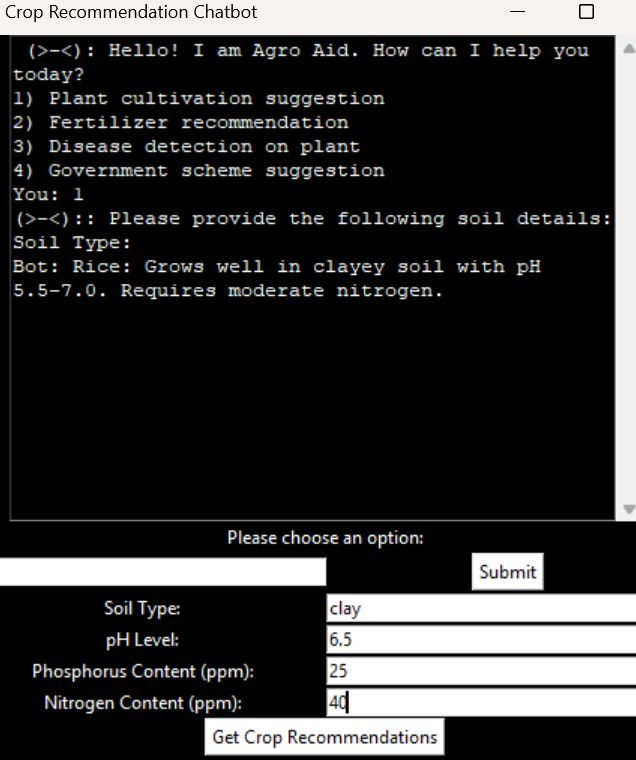 Crop Recommendation Chatbot
(>-<): Hello! I am Agro Aid. How can I help you
today?
1) Plant cultivation suggestion
2) Fertilizer recommendation
3) Disease detection on plant
4) Government scheme suggestion
You: 1
(>-<):: Please provide the following soil details:
Soil Type:
Bot: Rice: Grows well in clayey soil with pH
5.5-7.0. Requires moderate nitrogen.
Please choose an option:
Submit
Soil Type: clay
pH Level: 6.5
Phosphorus Content (ppm): 25
Nitrogen Content (ppm): 40
Get Crop Recommendations